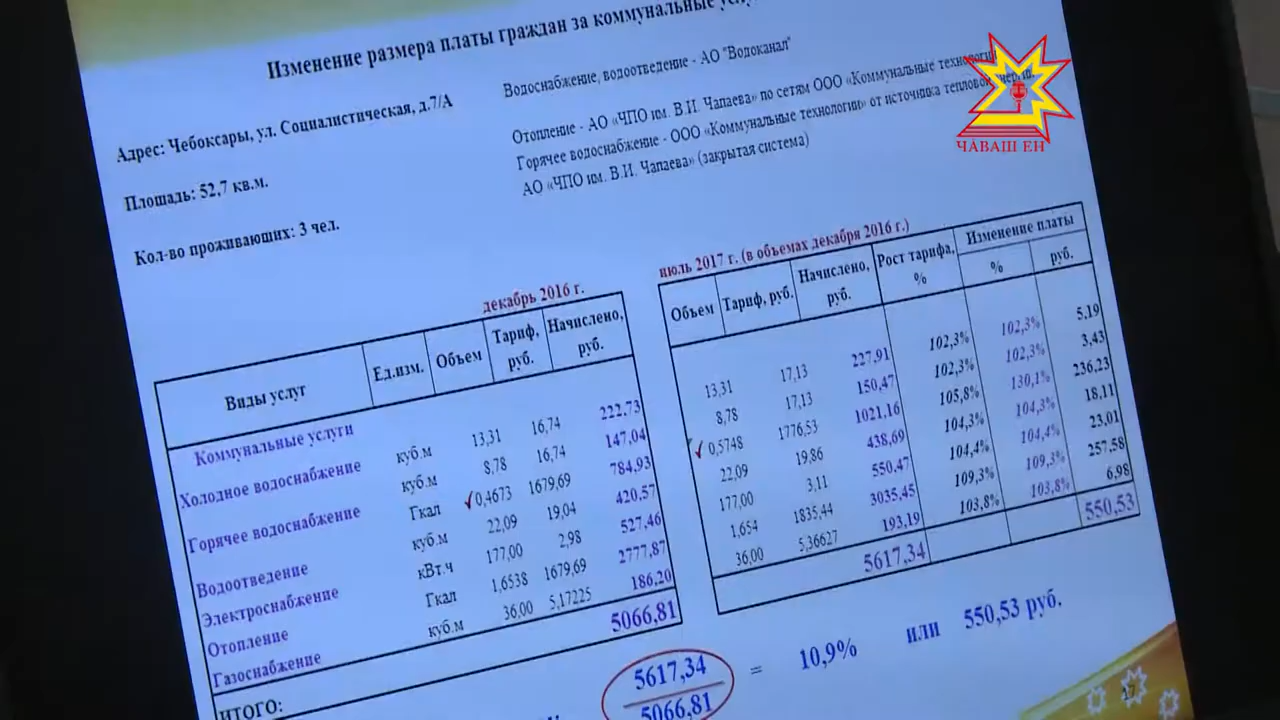 Изменение размера платы граждан за коммунальные
Адрес: Чебоксары, ул. Социалистическая, д.7/А
Площадь: 52,7 кв.м.
Кол-во проживающих: 3 чел.
Водоснабжение, водоотведение - АО "Водоканал"
Отопление - АО «ЧПО им. В.И. Чапаева» по сетям ООО «Коммунальные технологии
Горячее водоснабжение - ООО «Коммунальные технологии» от источника тепловой
АО «ЧПО им. В.И. Чапаева» (закрытая система)
ЧĂВАШ ЕН
декабрь 2016 г.
июль 2017 г. (в объемах декабря 2016 г.)
Виды услуг Ед.изм. Объем Тариф, руб. Начислено, руб. Объем Тариф, руб. Начислено, руб. Рост тарифа, % Изменение платы % руб.
Коммунальные услуги
Холодное водоснабжение куб.м 13,31 16,74 222,73 13,31 17,13 227,91 102,3% 102,3% 5,19
Горячее водоснабжение куб.м 8,78 16,74 147,04 8,78 17,13 150,47 102,3% 102,3% 3,43
Гкал 0,4673 1679,69 784,93 0,5748 1776,53 1021,16 105,8% 130,1% 236,23
Водоотведение куб.м 22,09 19,04 420,57 22,09 19,86 438,69 104,3% 104,3% 18,11
Электроснабжение кВт.ч 177,00 2,98 527,46 177,00 3,11 550,47 104,4% 104,4% 23,01
Отопление Гкал 1,6538 1679,69 2777,87 1,654 1835,44 3035,45 109,3% 109,3% 257,58
Газоснабжение куб.м 36,00 5,17225 186,20 36,00 5,36627 193,19 103,8% 103,8% 6,98
ИТОГО: 5066,81 5617,34 550,53
5617,34
5066,81
= 10,9% или 550,53 руб.
17